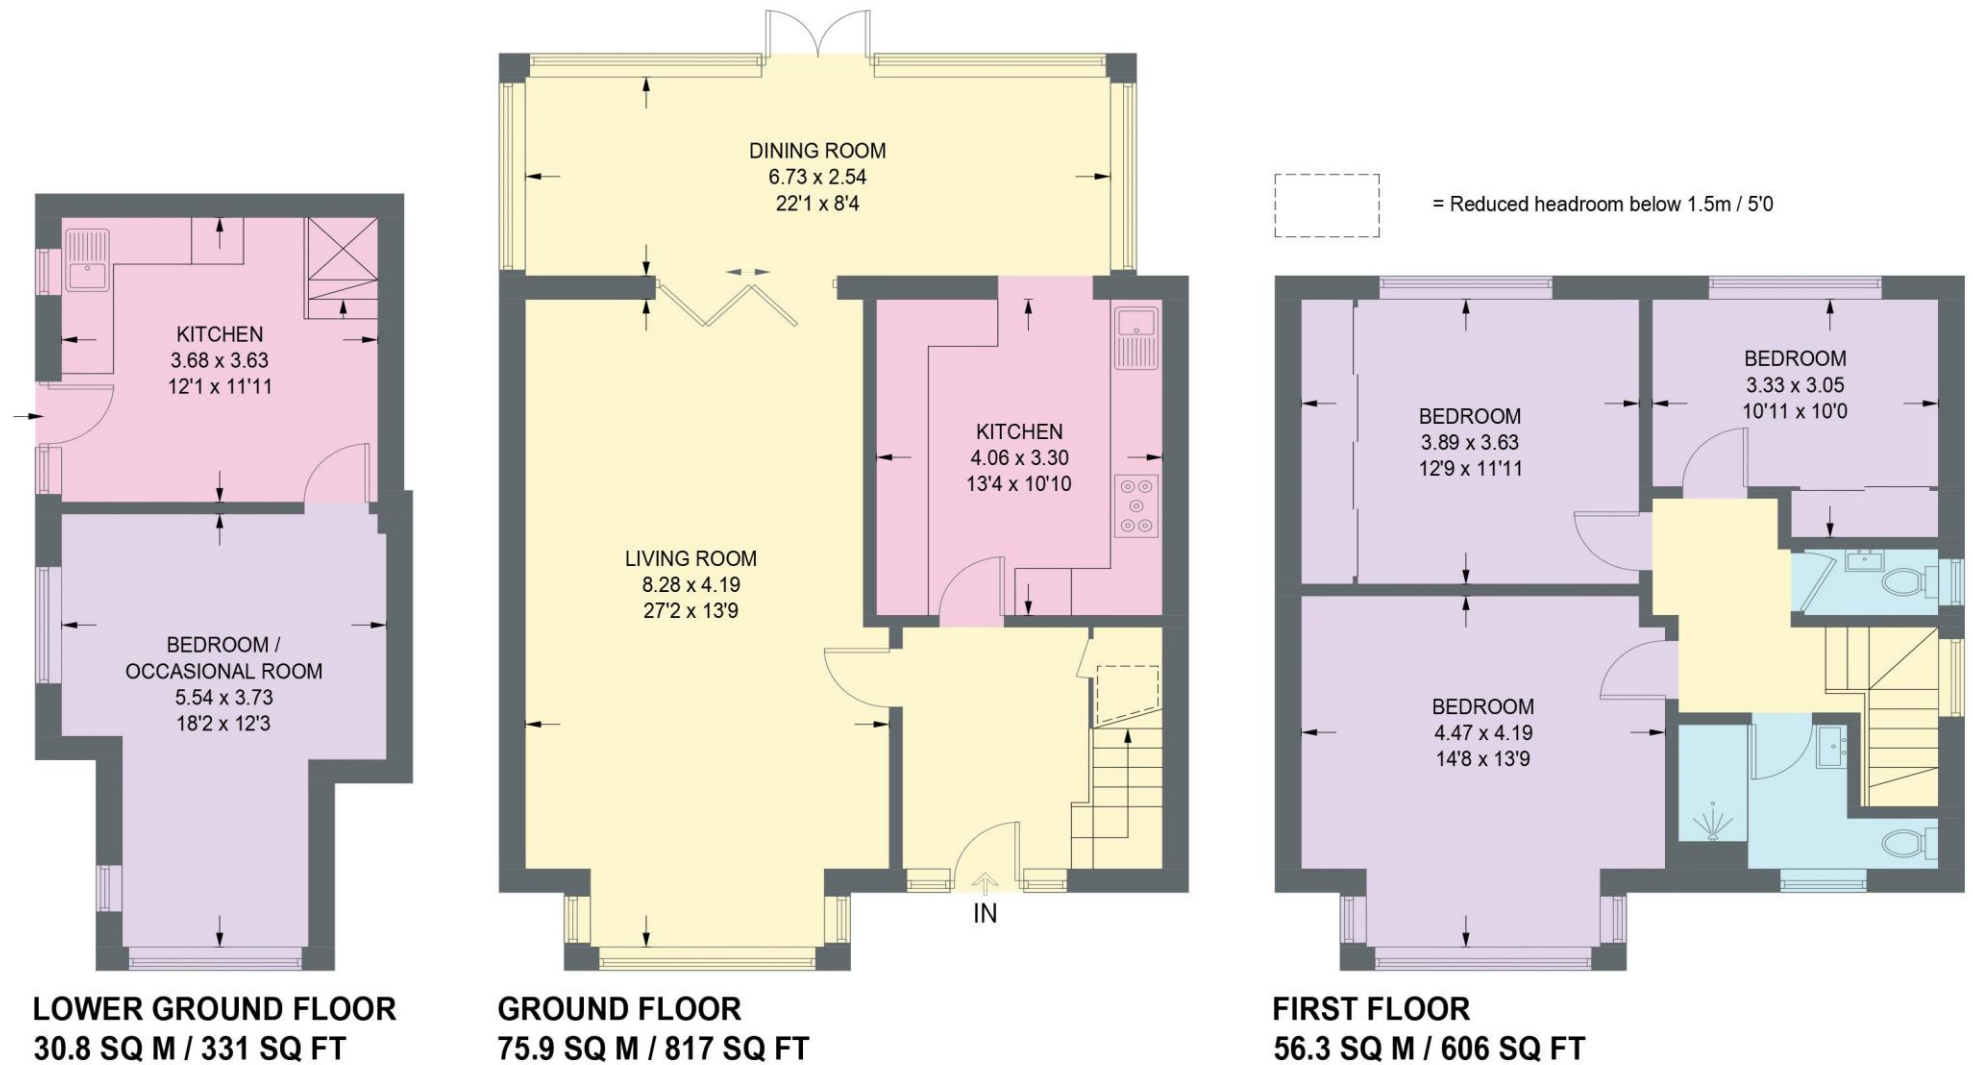 KITCHEN
3.68 x 3.63
12'1 x 11'11
BEDROOM /
OCCASIONAL ROOM
5.54 x 3.73
18'2 x 12'3
LOWER GROUND FLOOR
30.8 SQ M / 331 SQ FT
DINING ROOM
6.73 x 2.54
22'1 x 8'4
KITCHEN
4.06 x 3.30
13'4 x 10'10
LIVING ROOM
8.28 x 4.19
27'2 x 13'9
IN
GROUND FLOOR
75.9 SQ M / 817 SQ FT
= Reduced headroom below 1.5m / 5'0
BEDROOM
3.33 x 3.05
10'11 x 10'0
BEDROOM
3.89 x 3.63
12'9 x 11'11
BEDROOM
4.47 x 4.19
14'8 x 13'9
FIRST FLOOR
56.3 SQ M / 606 SQ FT